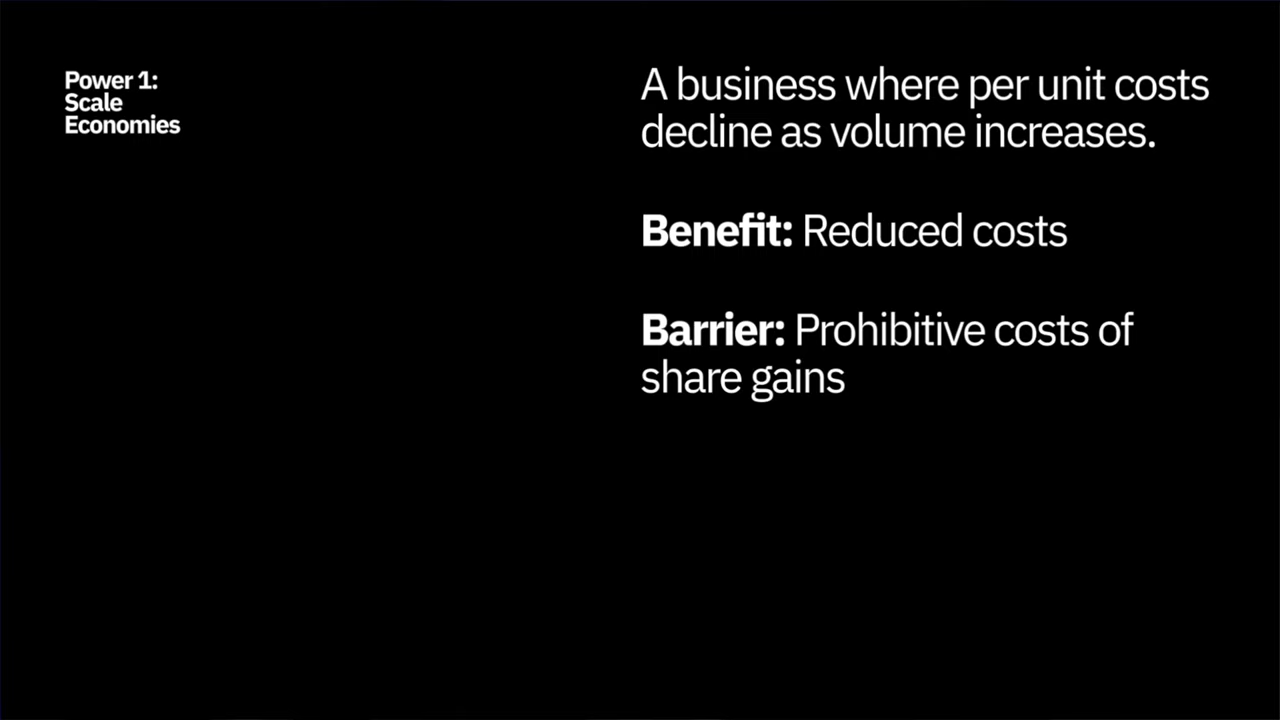 Power 1:
Scale
Economies
A business where per unit costs
decline as volume increases.
Benefit: Reduced costs
Barrier: Prohibitive costs of
share gains